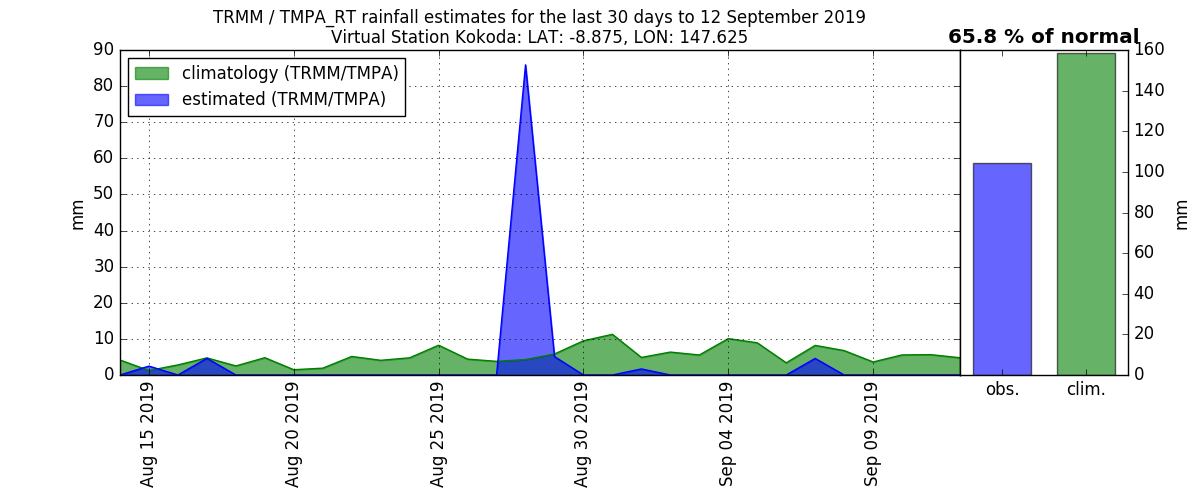 TRMM / TMPA_RT rainfall estimates for the last 30 days to 12 September 2019
Virtual Station Kokoda: LAT: -8.875, LON: 147.625
65.8 % of normal
climatology (TRMM/TMPA)
estimated (TRMM/TMPA)
mm
90
80
70
60
50
40
30
20
10
0
Aug 15 2019
Aug 20 2019
Aug 25 2019
Aug 30 2019
Sep 04 2019
Sep 09 2019
160
140
120
100
80
60
40
20
0
mm
obs.
clim.